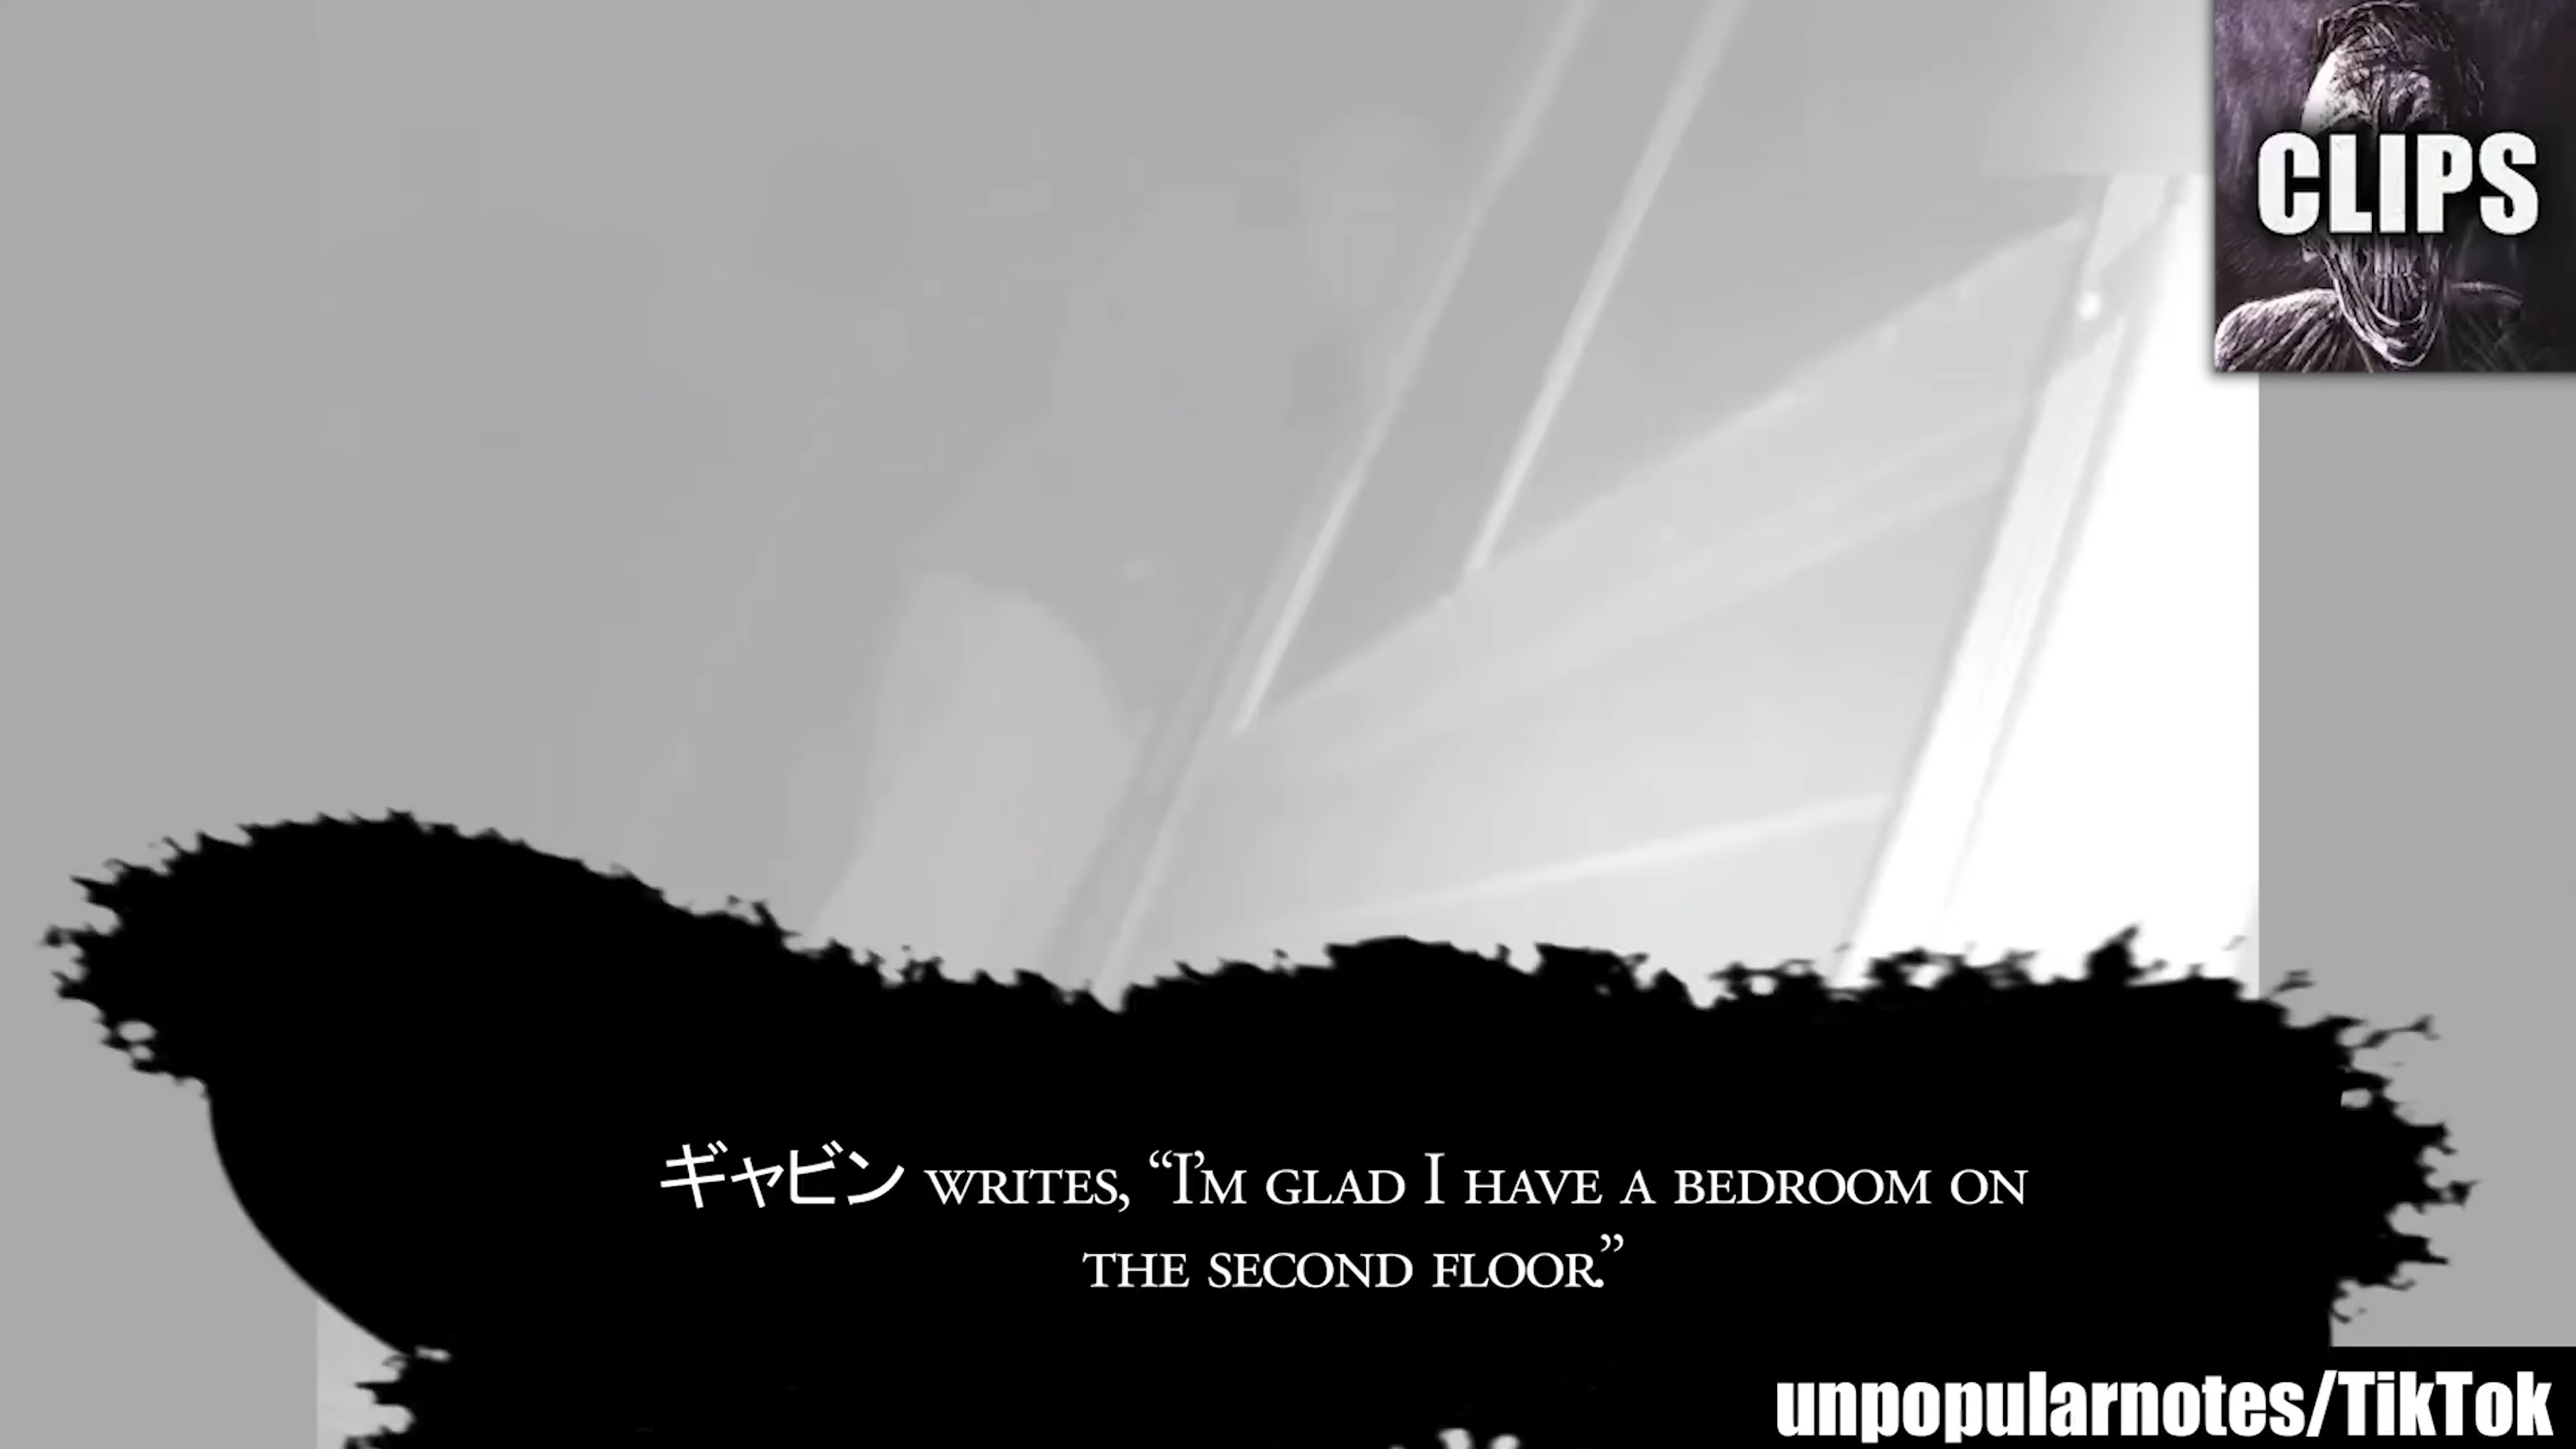 CLIPS
ギャビン writes, “I’m glad I have a bedroom on
the second floor.”
unpopularnotes/TikTok